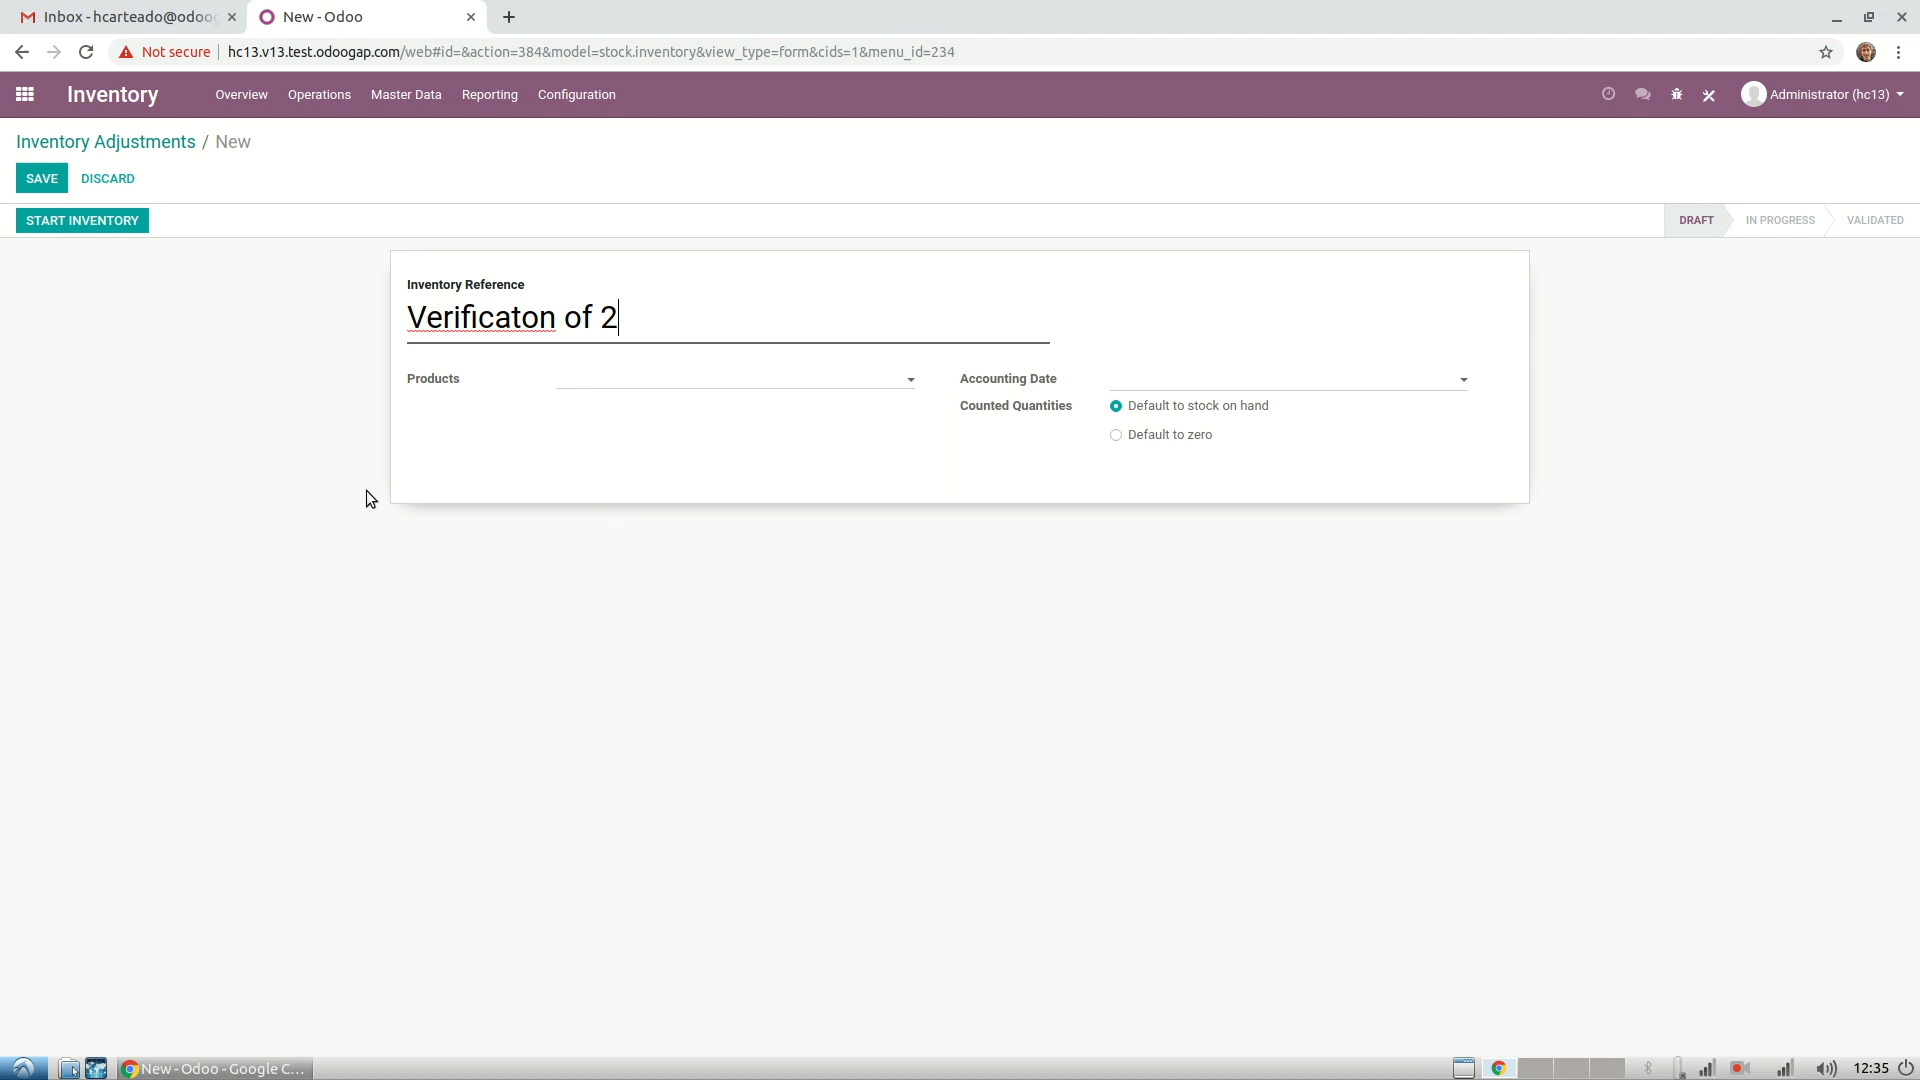 Inbox - hcarteado@odoog
New - Odoo
Not secure
hc13.v13.test.odoogap.com/web#id=&action=384&model=stock.inventory&view_type=form&cids=1&menu_id=234
Inventory
Overview
Operations
Master Data
Reporting
Configuration
Administrator (hc13)
Inventory Adjustments / New
SAVE
DISCARD
START INVENTORY
DRAFT
IN PROGRESS
VALIDATED
Inventory Reference
Verificaton of 2
Products
Accounting Date
Counted Quantities
Default to stock on hand
Default to zero
New - Odoo - Google C...
12:35